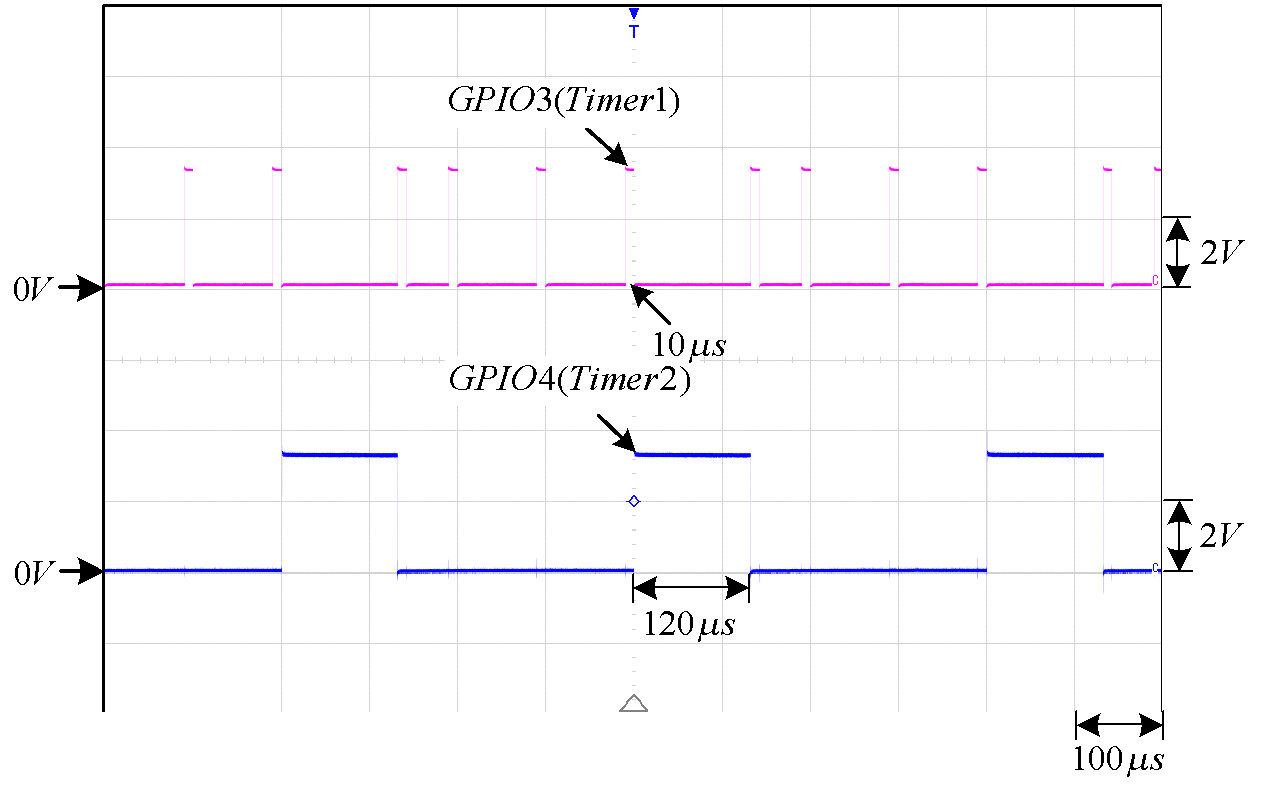 T
GPIO3(Timer1)
2V
0V
10μs
GPIO4(Timer2)
2V
0V
120μs
100μs